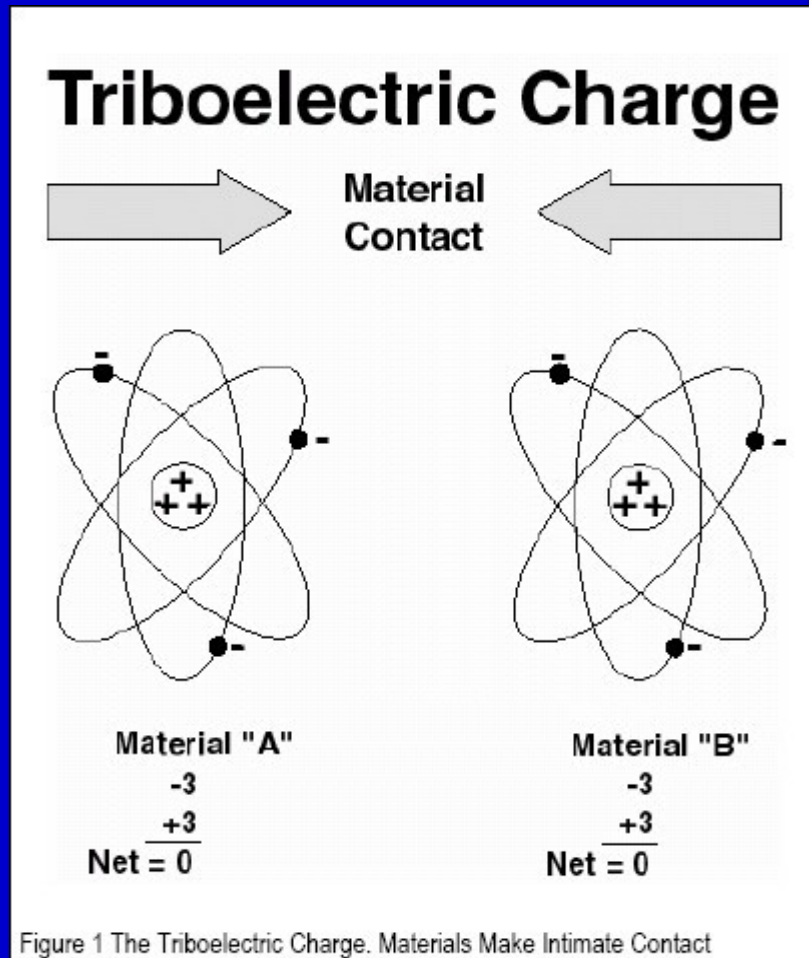 Triboelectric Charge
Material
Contact
- -
- -
+ +
+ + + +
- -
Material "A" Material "B"
-3 -3
+3 +3
Net = 0 Net = 0
Figure 1 The Triboelectric Charge. Materials Make Intimate Contact